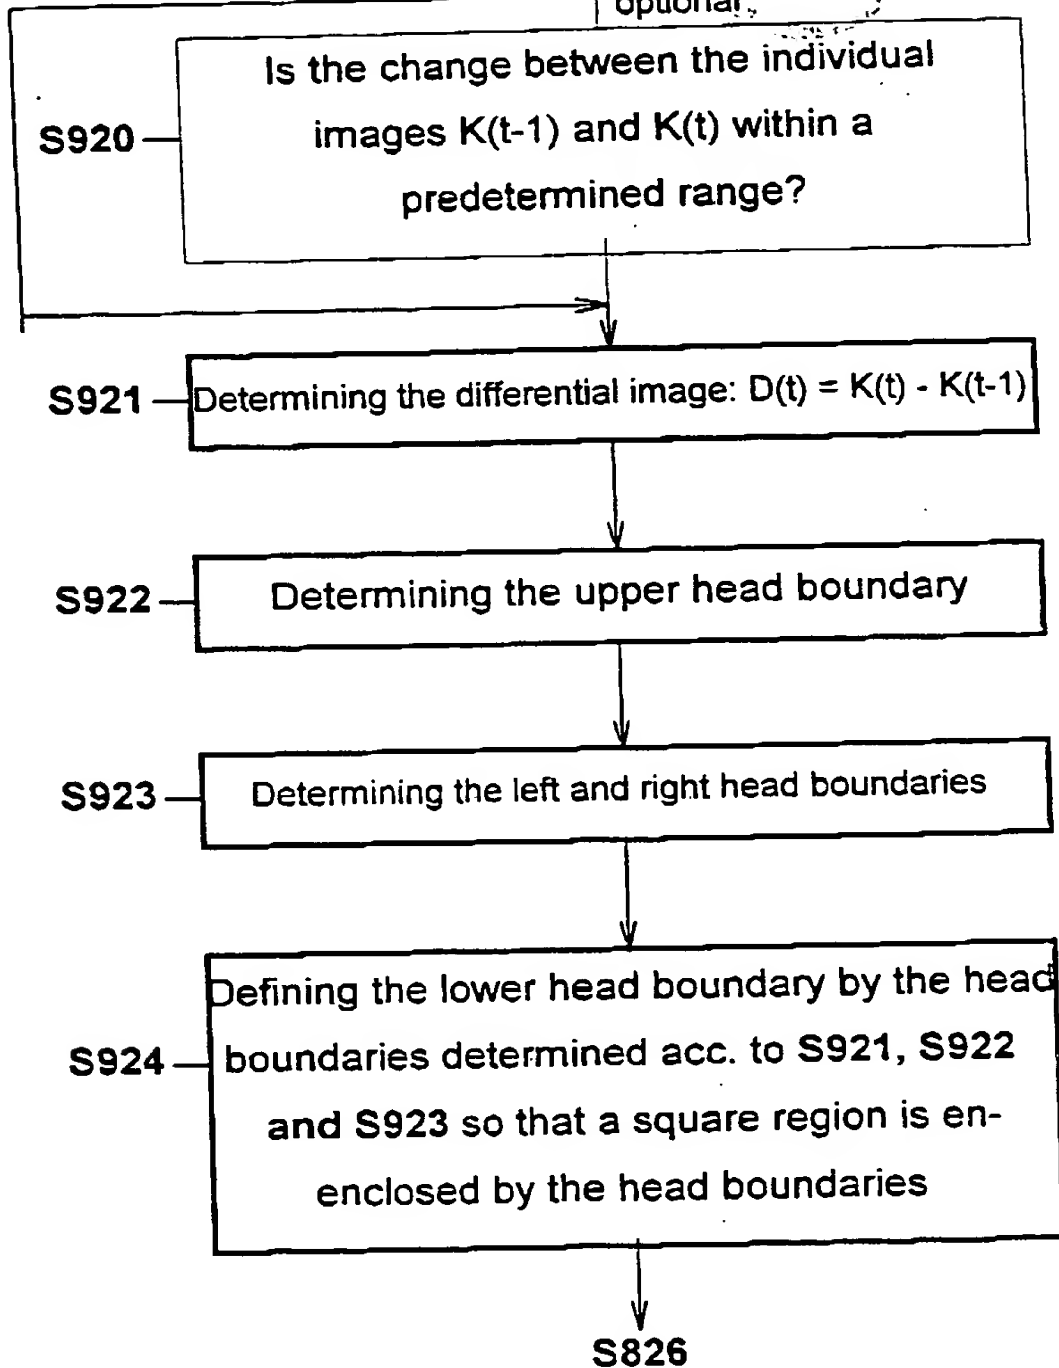 optional
Is the change between the individual
images K(t-1) and K(t) within a
predetermined range?
S920
S921
Determining the differential image: D(t) = K(t) - K(t-1)
S922
Determining the upper head boundary
S923
Determining the left and right head boundaries
Defining the lower head boundary by the head
S924
boundaries determined acc. to S921, S922
and S923 so that a square region is en-
enclosed by the head boundaries
S826